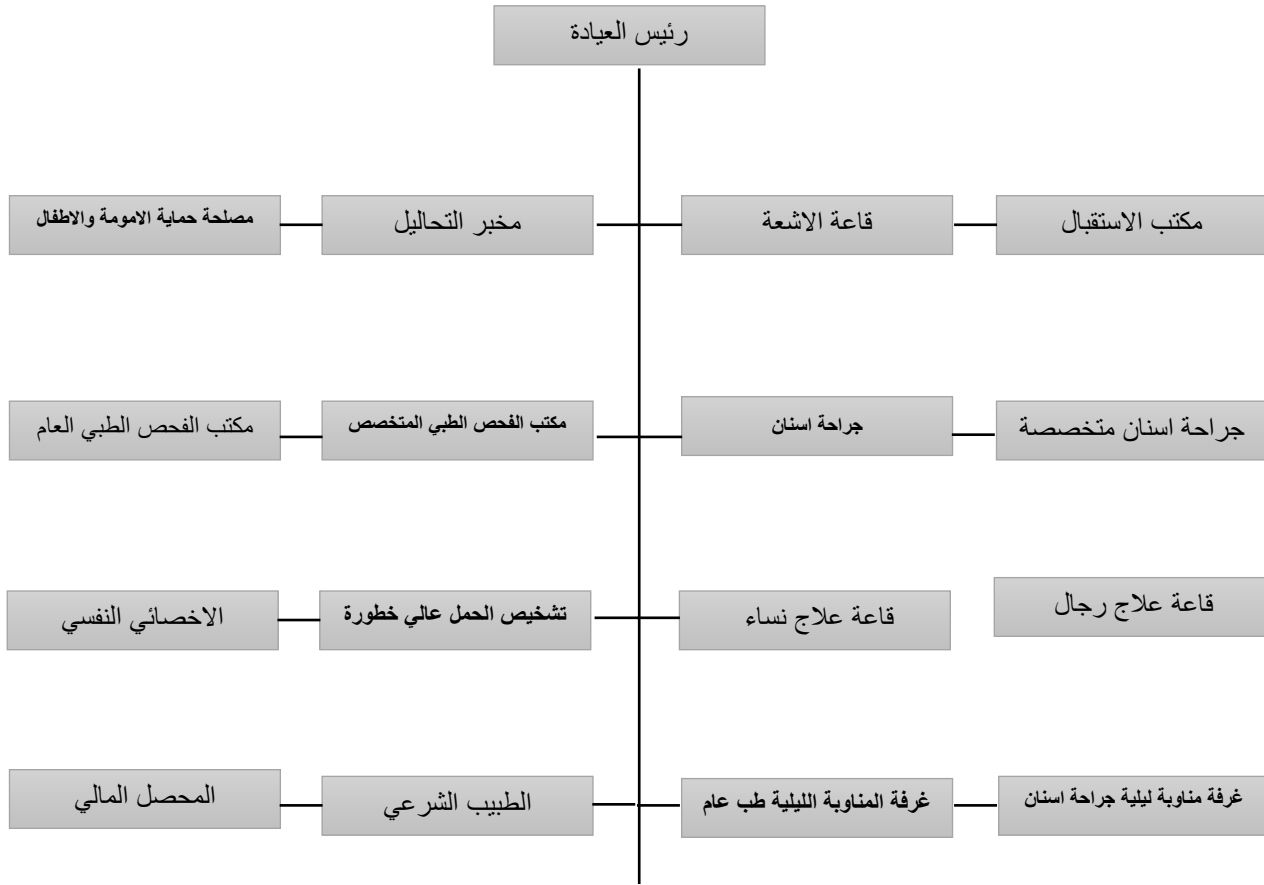 رئيس العيادة
مكتب الاستقبال
قاعة الاشعة
مخبر التحاليل
مصلحة حماية الامومة والاطفال
جراحة اسنان متخصصة
جراحة اسنان
مكتب الفحص الطبي المتخصص
مكتب الفحص الطبي العام
قاعة علاج رجال
قاعة علاج نساء
تشخيص الحمل عالي خطورة
الاخصائي النفسي
غرفة مناوبة ليلية جراحة اسنان
غرفة المناوبة الليلية طب عام
الطبيب الشرعي
المحصل المالي